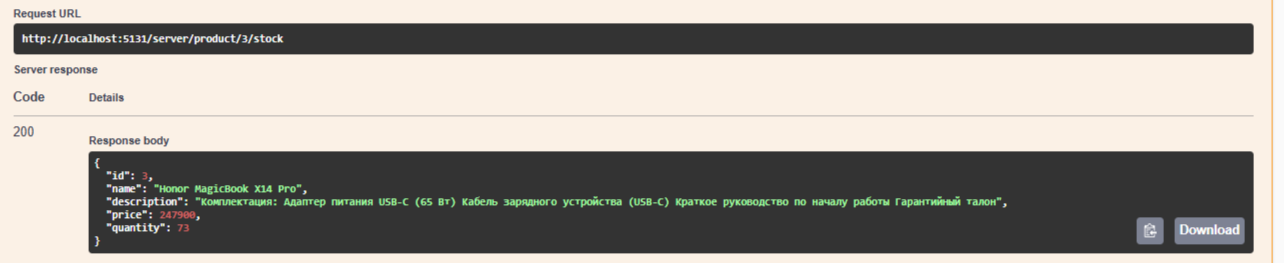 Request URL
http://localhost:5131/server/product/3/stock
Server response
Code Details
200
Response body
{
"id": 3,
"name": "Honor MagicBook X14 Pro",
"description": "Комплектация: Адаптер питания USB-C (65 Вт) Кабель зарядного устройства (USB-C) Краткое руководство по началу работы Гарантийный талон",
"price": 247900,
"quantity": 73
}
Download